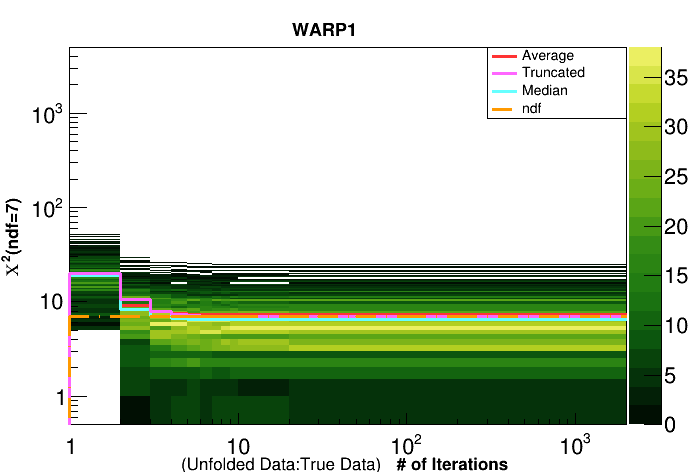 WARP1
Average
Truncated
Median
ndf
10³
10²
10
1
χ²(ndf=7)
35
30
25
20
15
10
5
0
1
10
10²
10³
(Unfolded Data:True Data) # of Iterations